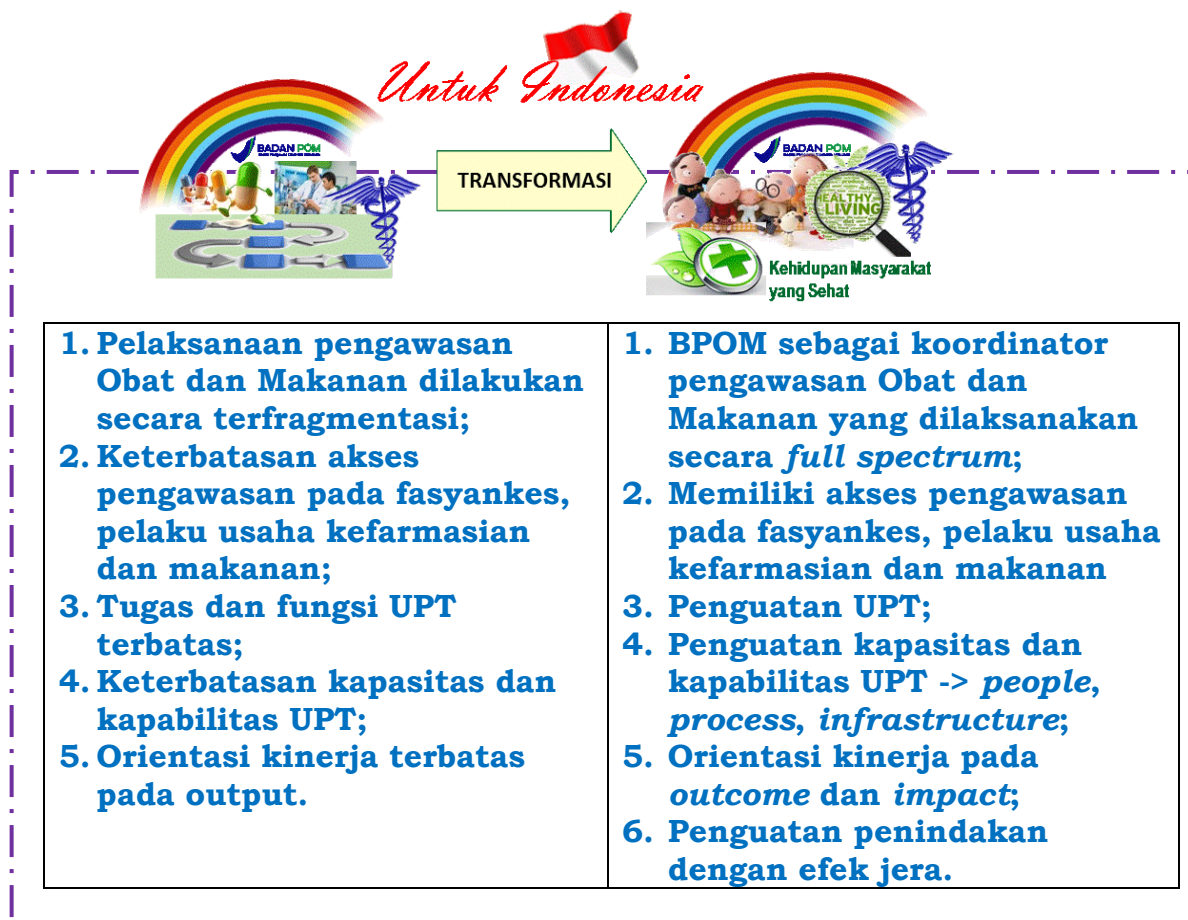 Untuk Indonesia
BADAN POM
BADAN POM
TRANSFORMASI
HEALTHY
LIVING
Kehidupan Masyarakat
yang Sehat
1. Pelaksanaan pengawasan
Obat dan Makanan dilakukan
secara terfragmentasi;
2. Keterbatasan akses
pengawasan pada fasyankes,
pelaku usaha kefarmasian
dan makanan;
3. Tugas dan fungsi UPT
terbatas;
4. Keterbatasan kapasitas dan
kapabilitas UPT;
5. Orientasi kinerja terbatas
pada output.
1. BPOM sebagai koordinator
pengawasan Obat dan
Makanan yang dilaksanakan
secara full spectrum;
2. Memiliki akses pengawasan
pada fasyankes, pelaku usaha
kefarmasian dan makanan
3. Penguatan UPT;
4. Penguatan kapasitas dan
kapabilitas UPT -> people,
process, infrastructure;
5. Orientasi kinerja pada
outcome dan impact;
6. Penguatan penindakan
dengan efek jera.